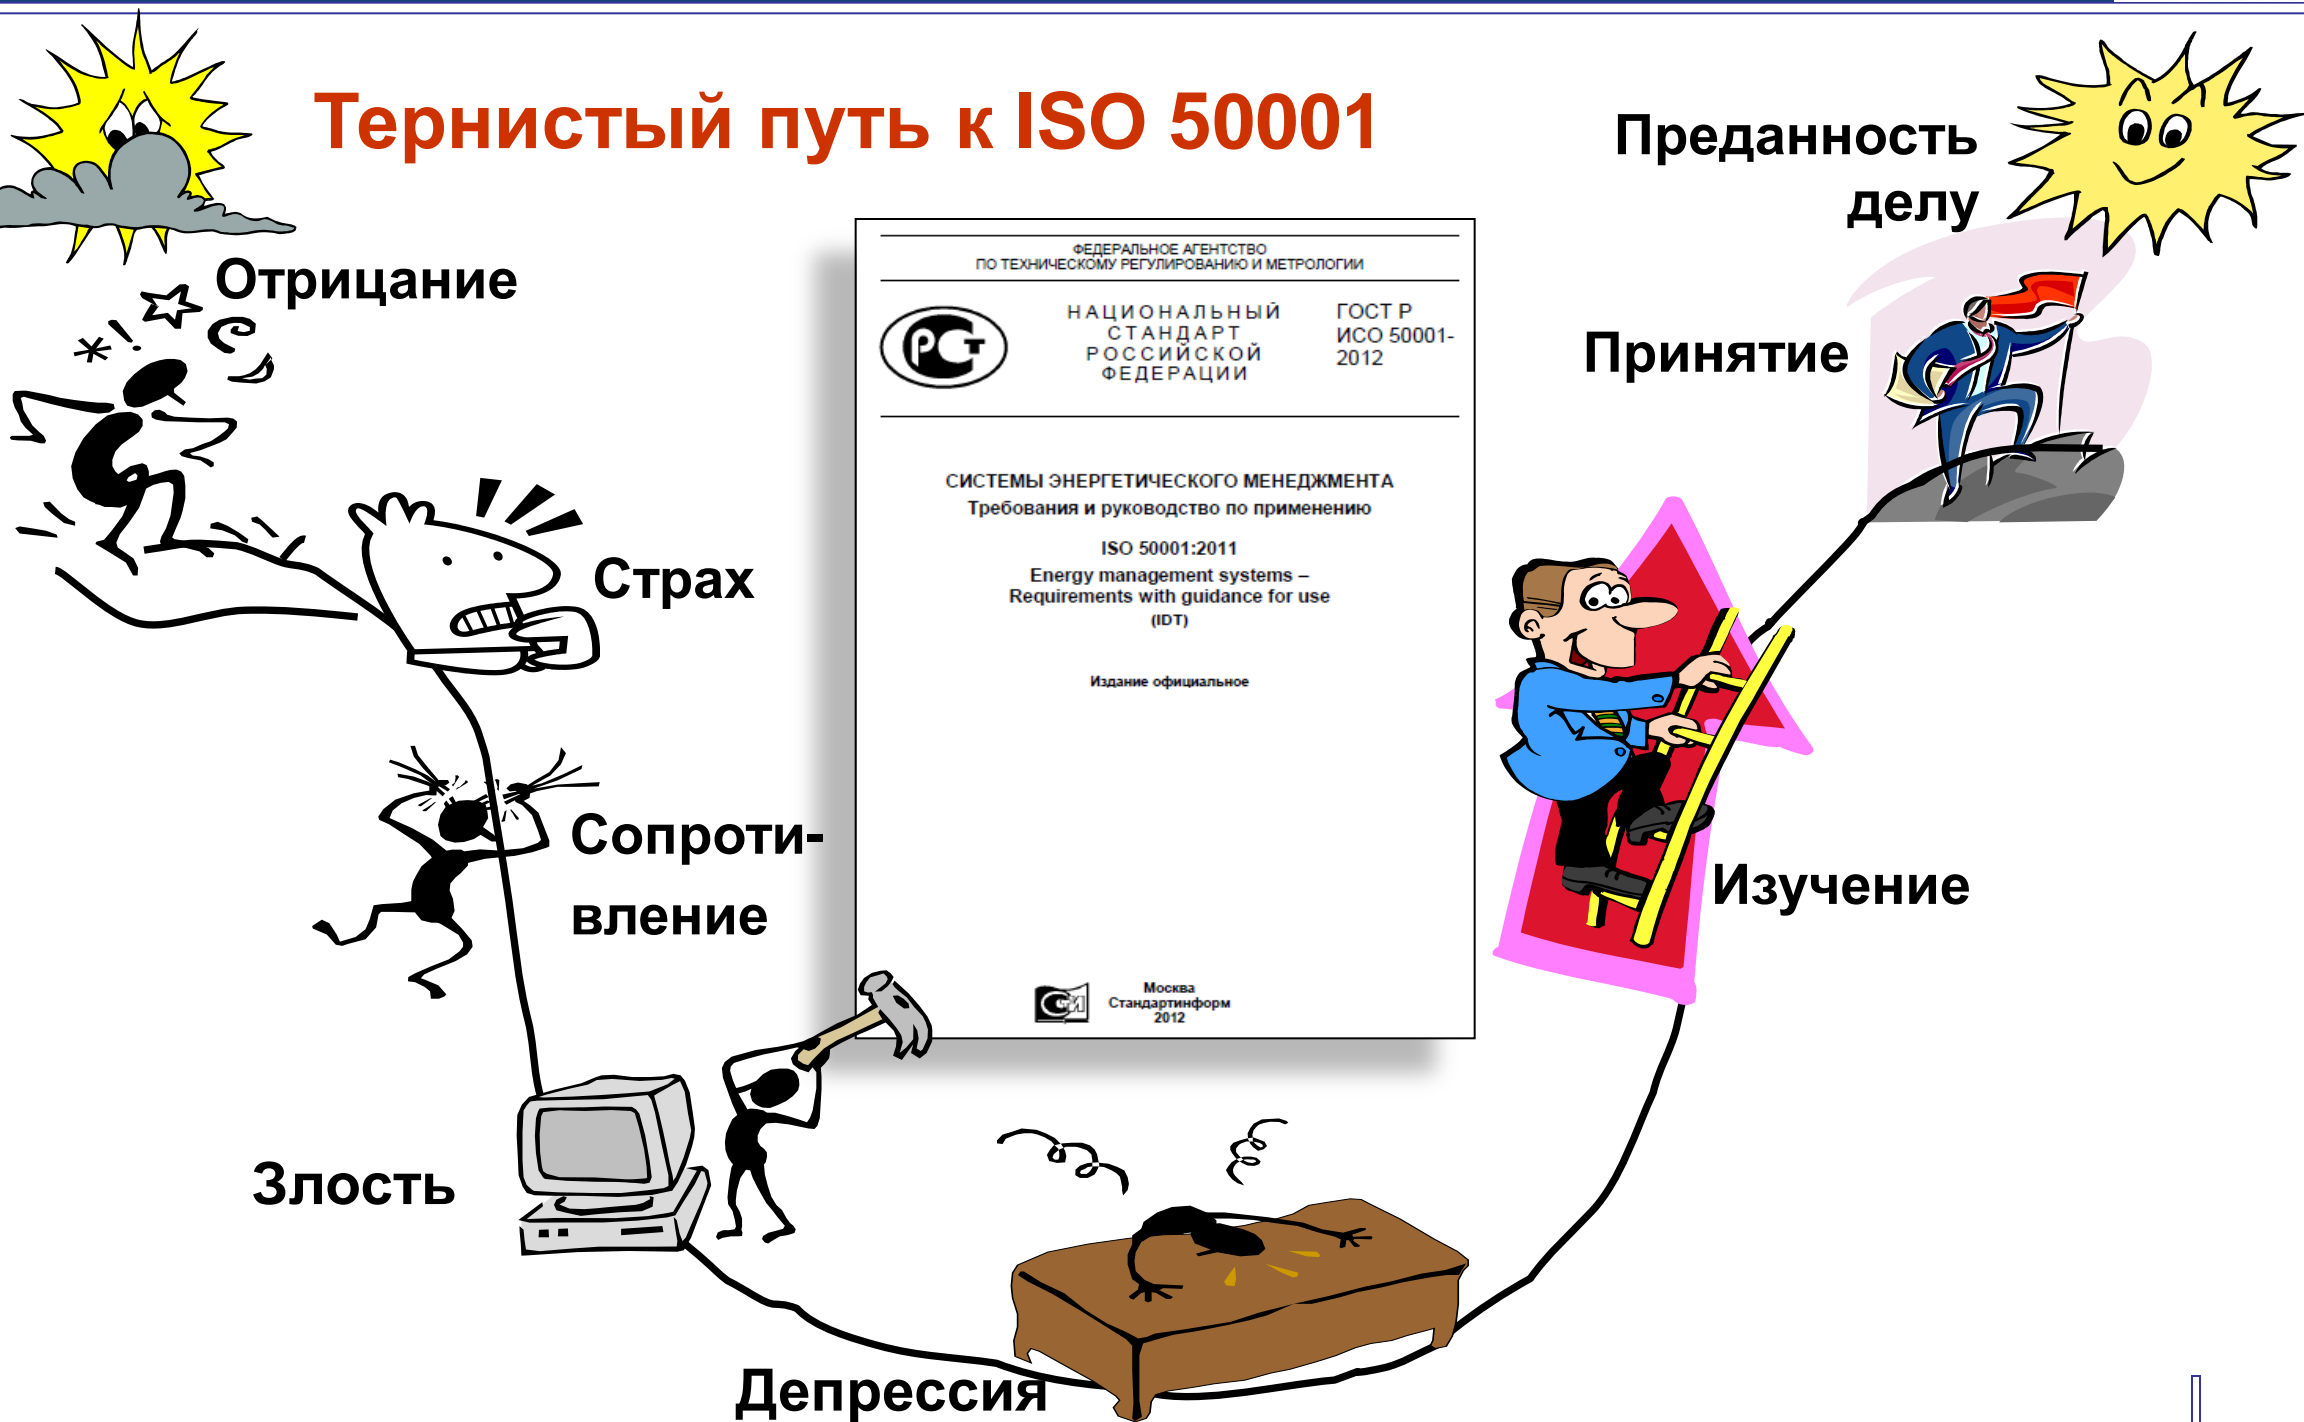 Тернистый путь к ISO 50001
Преданность
делу
Отрицание
Принятие
Страх
Сопроти-
вление
Изучение
Злость
Депрессия
ФЕДЕРАЛЬНОЕ АГЕНТСТВО
ПО ТЕХНИЧЕСКОМУ РЕГУЛИРОВАНИЮ И МЕТРОЛОГИИ
РСТ
НАЦИОНАЛЬНЫЙ
СТАНДАРТ
РОССИЙСКОЙ
ФЕДЕРАЦИИ
ГОСТ Р
ИСО 50001-
2012
СИСТЕМЫ ЭНЕРГЕТИЧЕСКОГО МЕНЕДЖМЕНТА
Требования и руководство по применению
ISO 50001:2011
Energy management systems –
Requirements with guidance for use
(IDT)
Издание официальное
Москва
Стандартинформ
2012